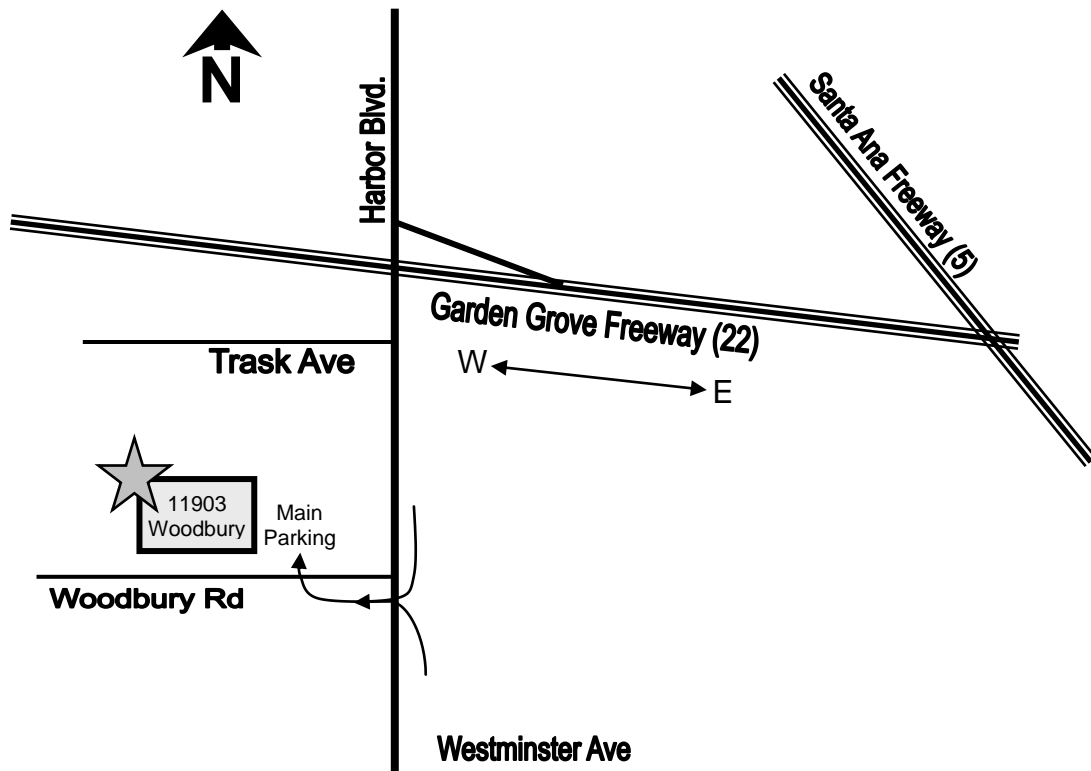 N
Harbor Blvd.
Santa Ana Freeway (5)
Garden Grove Freeway (22)
Trask Ave
W
E
11903
Woodbury
Main
Parking
Woodbury Rd
Westminster Ave